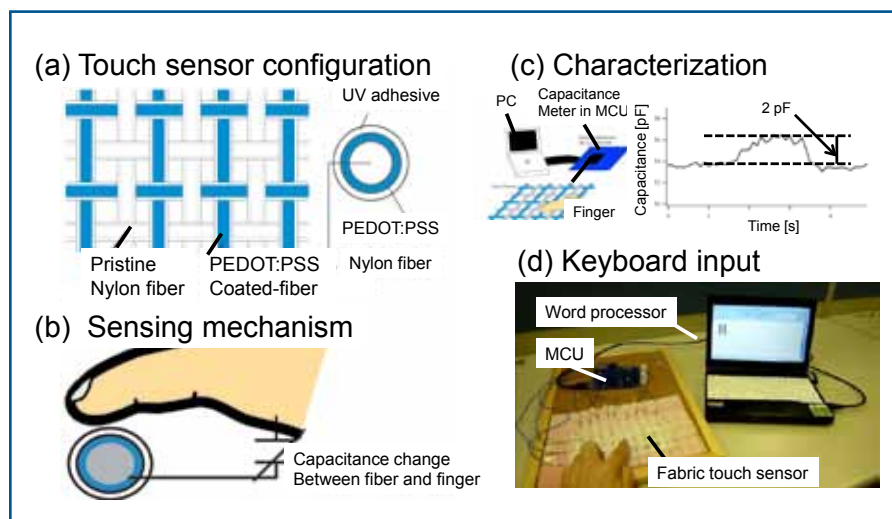 (a) Touch sensor configuration
UV adhesive
PEDOT:PSS
Nylon fiber
Pristine
Nylon fiber
PEDOT:PSS
Coated-fiber
(b) Sensing mechanism
Capacitance change
Between fiber and finger
(c) Characterization
PC
Capacitance
Meter in MCU
Finger
Capacitance [pF]
2 pF
Time [s]
(d) Keyboard input
Word processor
MCU
Fabric touch sensor